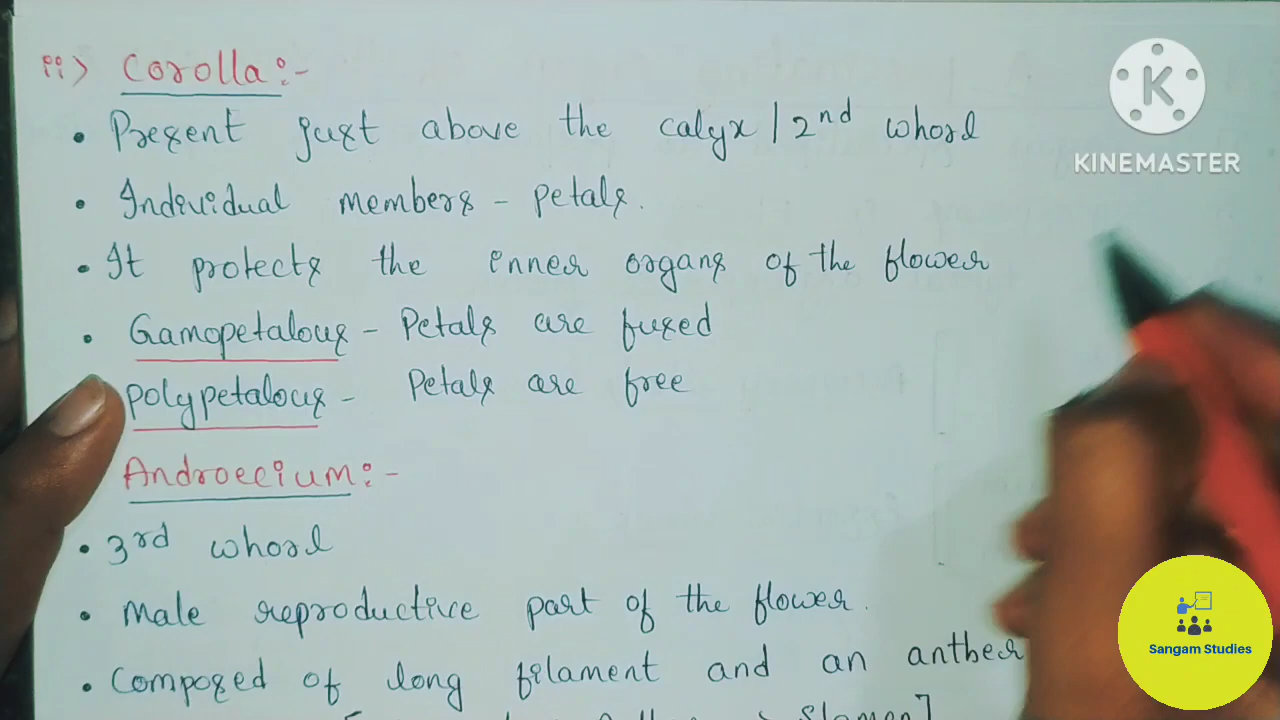 ii> Corolla:-
• Present just above the calyx / 2nd whorl
• Individual members - petals.
• It protects the inner organs of the flower
• Gamopetalous - Petals are fused
polypetalous - Petals are free
Androecium:-
• 3rd whorl
• Male reproductive part of the flower.
• Composed of long filament and an anther
stamen]
KINEMASTER
Sangam Studies